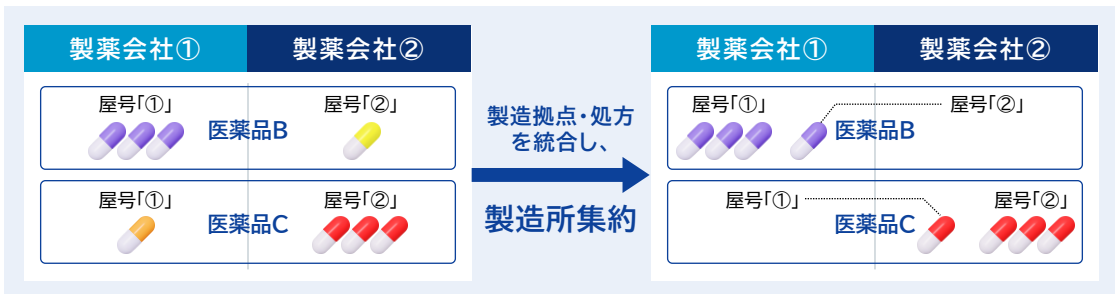 製薬会社① 製薬会社②
屋号「①」 屋号「②」
医薬品B
屋号「①」 屋号「②」
医薬品C
製造拠点・処方
を統合し、
製造所集約
製薬会社① 製薬会社②
屋号「①」 屋号「②」
医薬品B
屋号「①」 屋号「②」
医薬品C